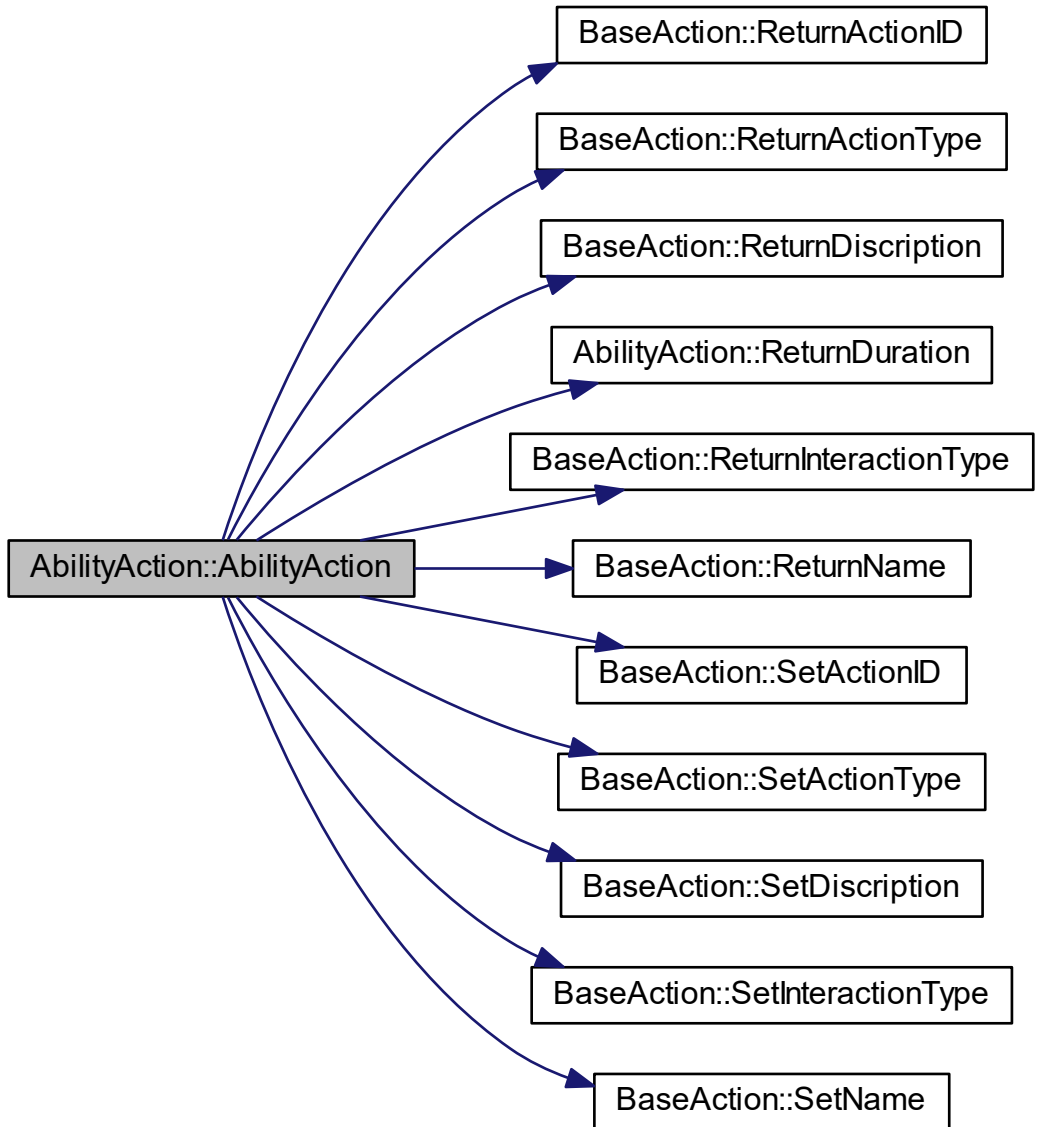 BaseAction::ReturnActionID
BaseAction::ReturnActionType
BaseAction::ReturnDiscription
AbilityAction::ReturnDuration
BaseAction::ReturnInteractionType
AbilityAction::AbilityAction
BaseAction::ReturnName
BaseAction::SetActionID
BaseAction::SetActionType
BaseAction::SetDiscription
BaseAction::SetInteractionType
BaseAction::SetName